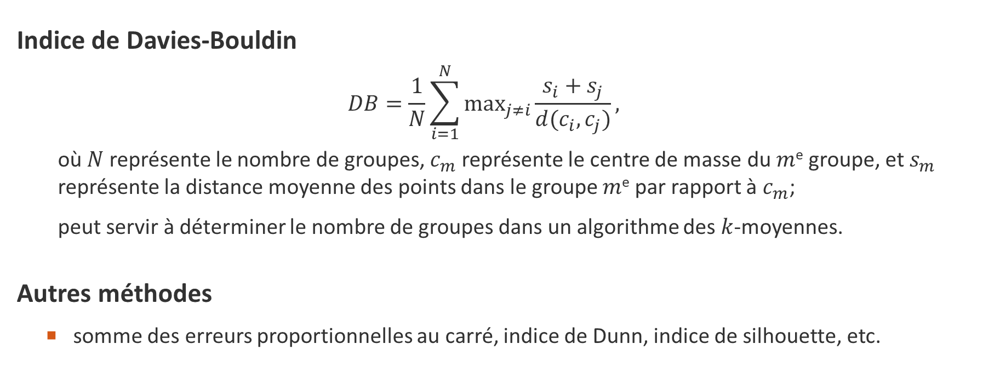 Indice de Davies-Bouldin
$DB = \frac{1}{N} \sum_{i=1}^{N} \max_{j \neq i} \frac{s_i + s_j}{d(c_i, c_j)},$
où $N$ représente le nombre de groupes, $c_m$ représente le centre de masse du $m^{\text{e}}$ groupe, et $s_m$
représente la distance moyenne des points dans le groupe $m^{\text{e}}$ par rapport à $c_m$;
peut servir à déterminer le nombre de groupes dans un algorithme des $k$-moyennes.
Autres méthodes
▪ somme des erreurs proportionnelles au carré, indice de Dunn, indice de silhouette, etc.